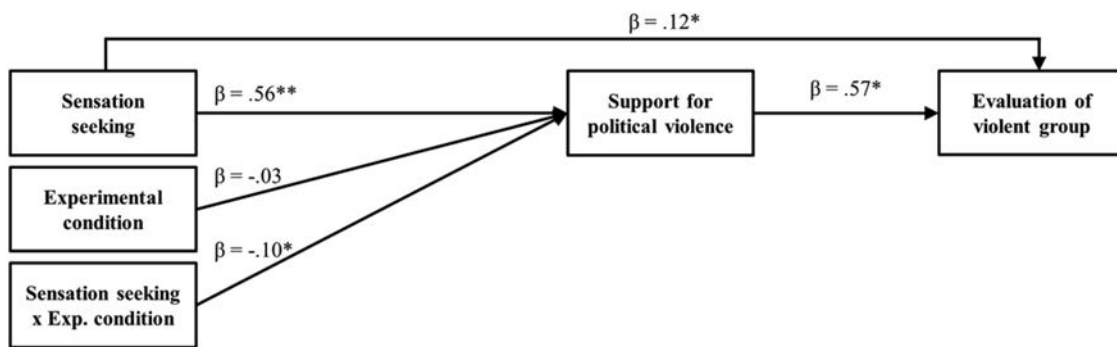 β = .12*
Sensation
seeking
β = .56**
Support for
political violence
β = .57*
Evaluation of
violent group
Experimental
condition
β = -.03
Sensation seeking
x Exp. condition
β = -.10*